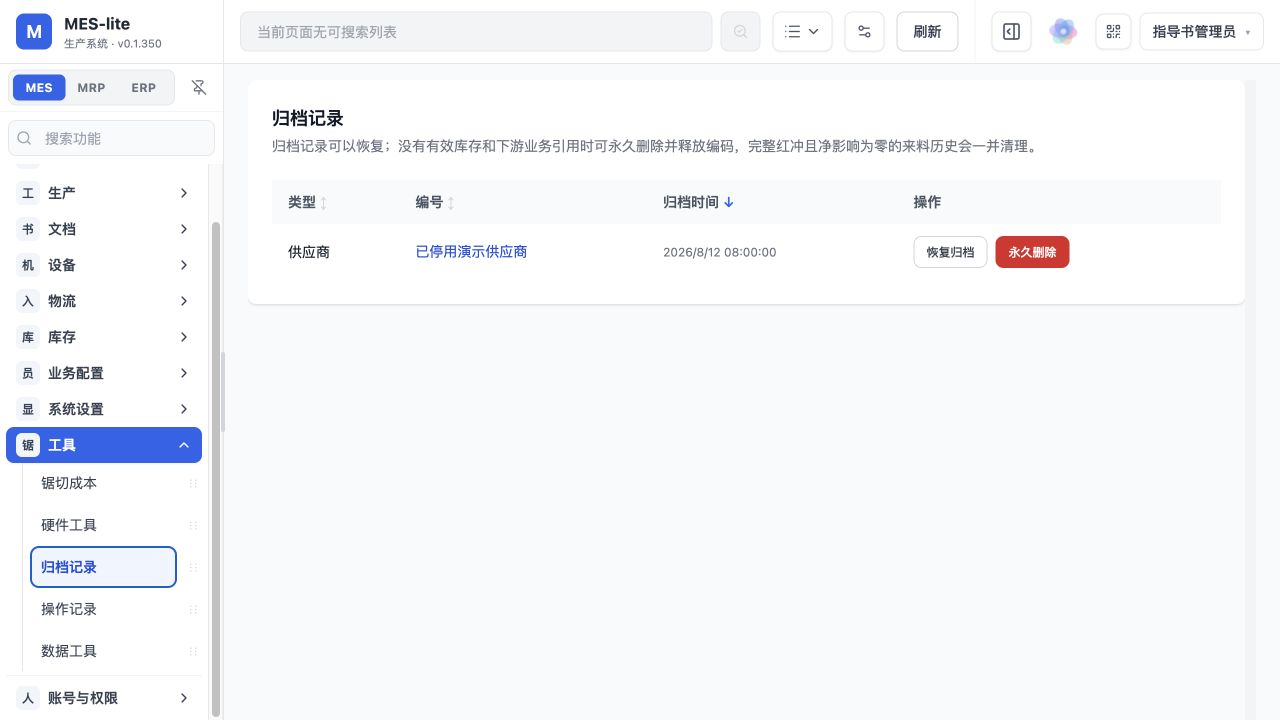 M
MES-lite
生产系统 · v0.1.350
当前页面无可搜索列表
刷新
指导书管理员
MES MRP ERP
搜索功能
工 生产
书 文档
机 设备
入 物流
库 库存
员 业务配置
显 系统设置
锯 工具
锯切成本
硬件工具
归档记录
操作记录
数据工具
人 账号与权限
归档记录
归档记录可以恢复；没有有效库存和下游业务引用时可永久删除并释放编码，完整红冲且净影响为零的来料历史会一并清理。
类型 编号 归档时间 操作
供应商 已停用演示供应商 2026/8/12 08:00:00 恢复归档 永久删除